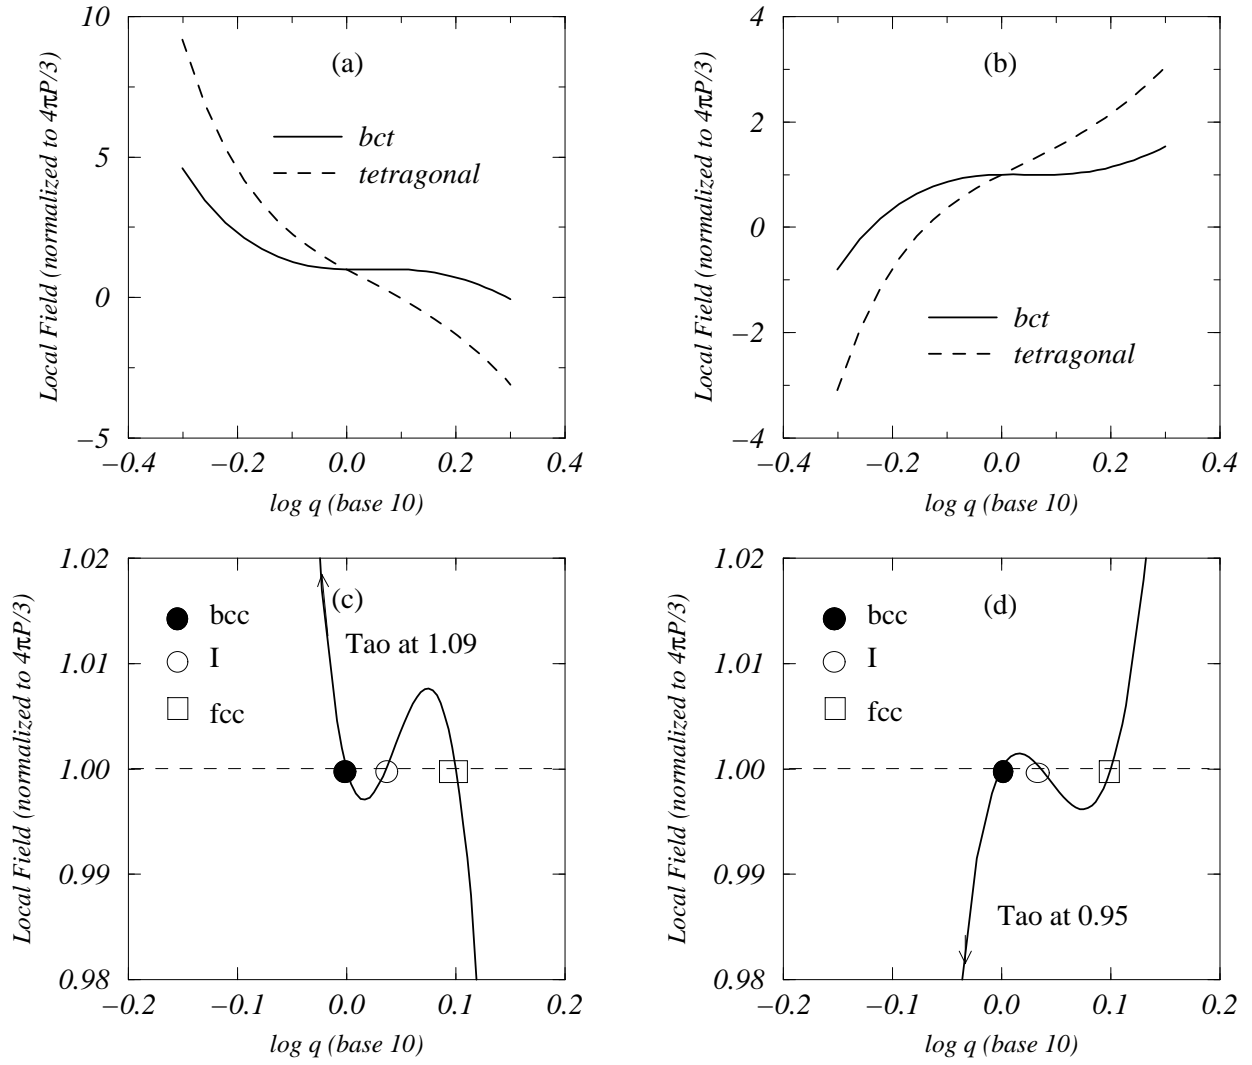 10
5
0
−5
Local Field (normalized to 4πP/3)
(a)
bct
tetragonal
−0.4
−0.2
0.0
0.2
0.4
log q (base 10)
4
2
0
−2
−4
Local Field (normalized to 4πP/3)
(b)
bct
tetragonal
−0.4
−0.2
0.0
0.2
0.4
log q (base 10)
1.02
1.01
1.00
0.99
0.98
Local Field (normalized to 4πP/3)
(c)
bcc
I
fcc
Tao at 1.09
−0.2
−0.1
0.0
0.1
0.2
log q (base 10)
1.02
1.01
1.00
0.99
0.98
Local Field (normalized to 4πP/3)
(d)
bcc
I
fcc
Tao at 0.95
−0.2
−0.1
0.0
0.1
0.2
log q (base 10)